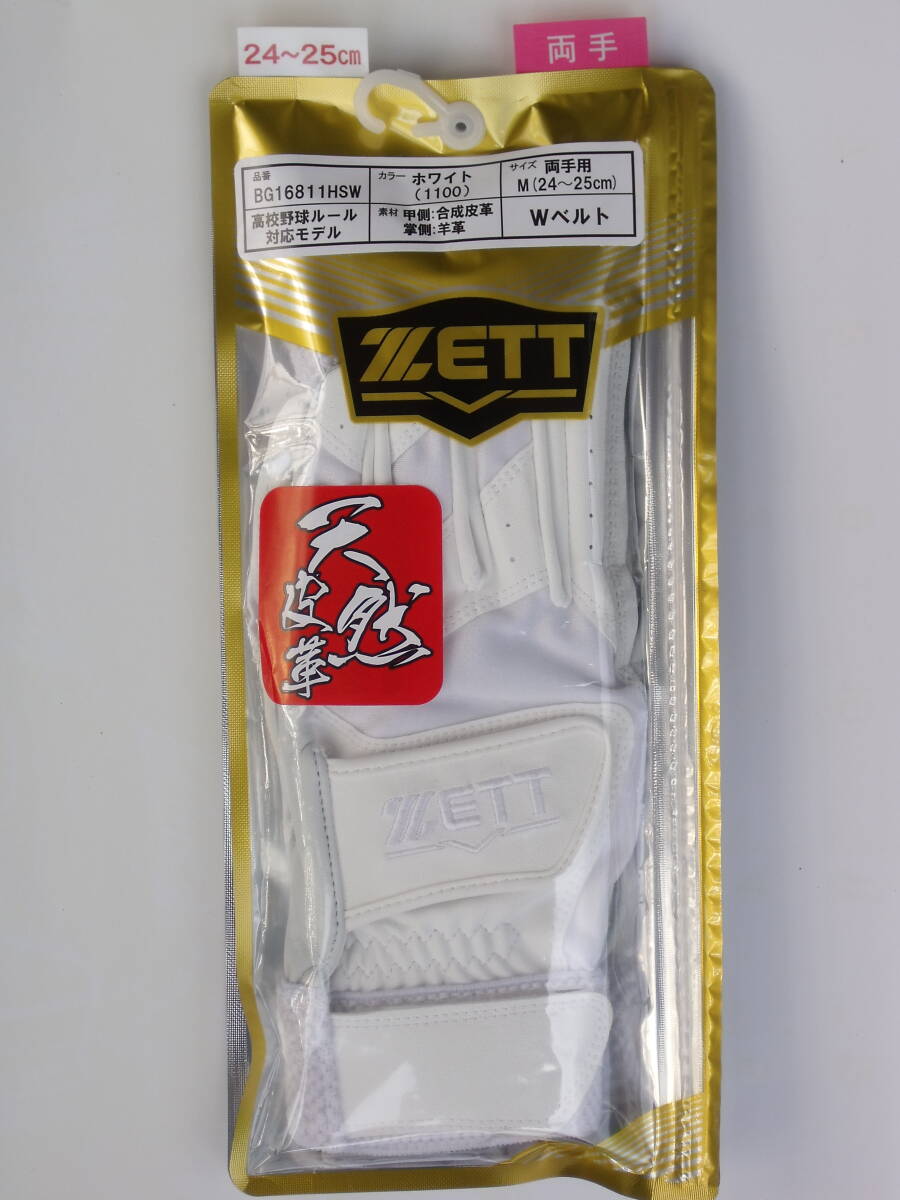 24～25cm
両手
品番
BG16811HSW
カラー ホワイト
(1100)
サイズ 両手用
M(24～25cm)
高校野球ルール
対応モデル
素材 甲側:合成皮革
掌側:羊革
Wベルト
ZETT
天然
皮革
ZETT